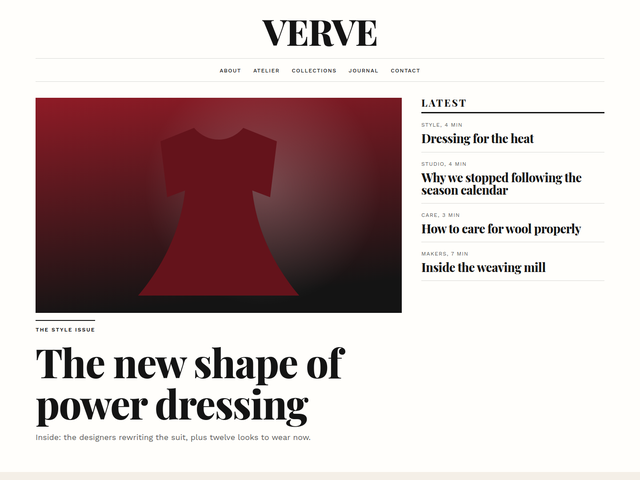 VERVE
ABOUT ATELIER COLLECTIONS JOURNAL CONTACT
THE STYLE ISSUE
The new shape of
power dressing
Inside: the designers rewriting the suit, plus twelve looks to wear now.
LATEST
STYLE, 4 MIN
Dressing for the heat
STUDIO, 4 MIN
Why we stopped following the
season calendar
CARE, 3 MIN
How to care for wool properly
MAKERS, 7 MIN
Inside the weaving mill